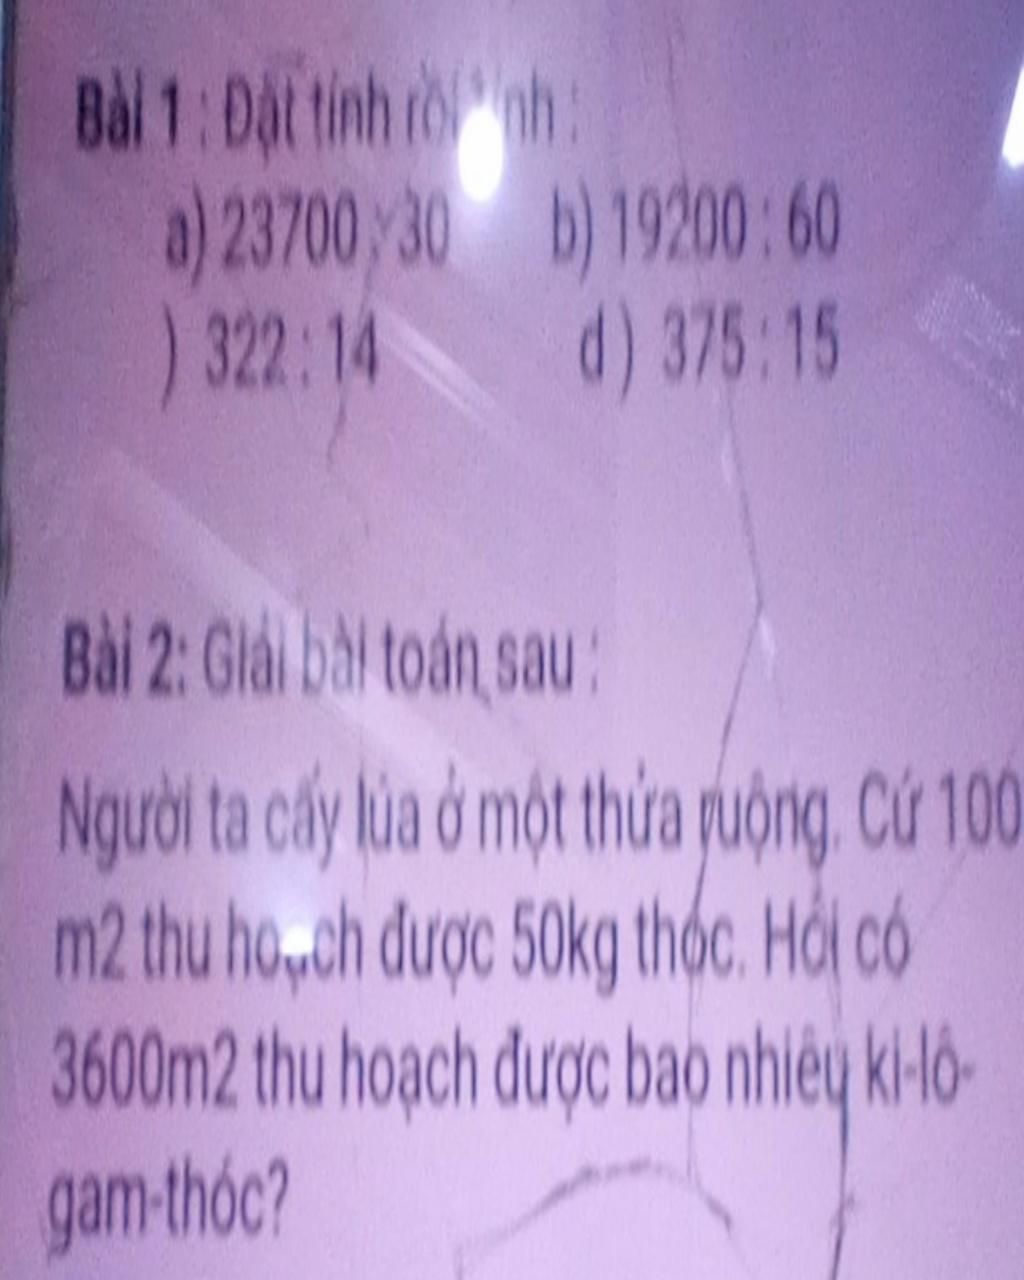 Bài 1 : Đặt tính rồi tính :
a) 23700 : 30 b) 19200 : 60
) 322 : 14 d ) 375 : 15
Bài 2: Giải bài toán sau :
Người ta cấy lúa ở một thửa ruộng. Cứ 100
m2 thu hoạch được 50kg thóc. Hỏi có
3600m2 thu hoạch được bao nhiêu ki-lô-
gam-thóc?